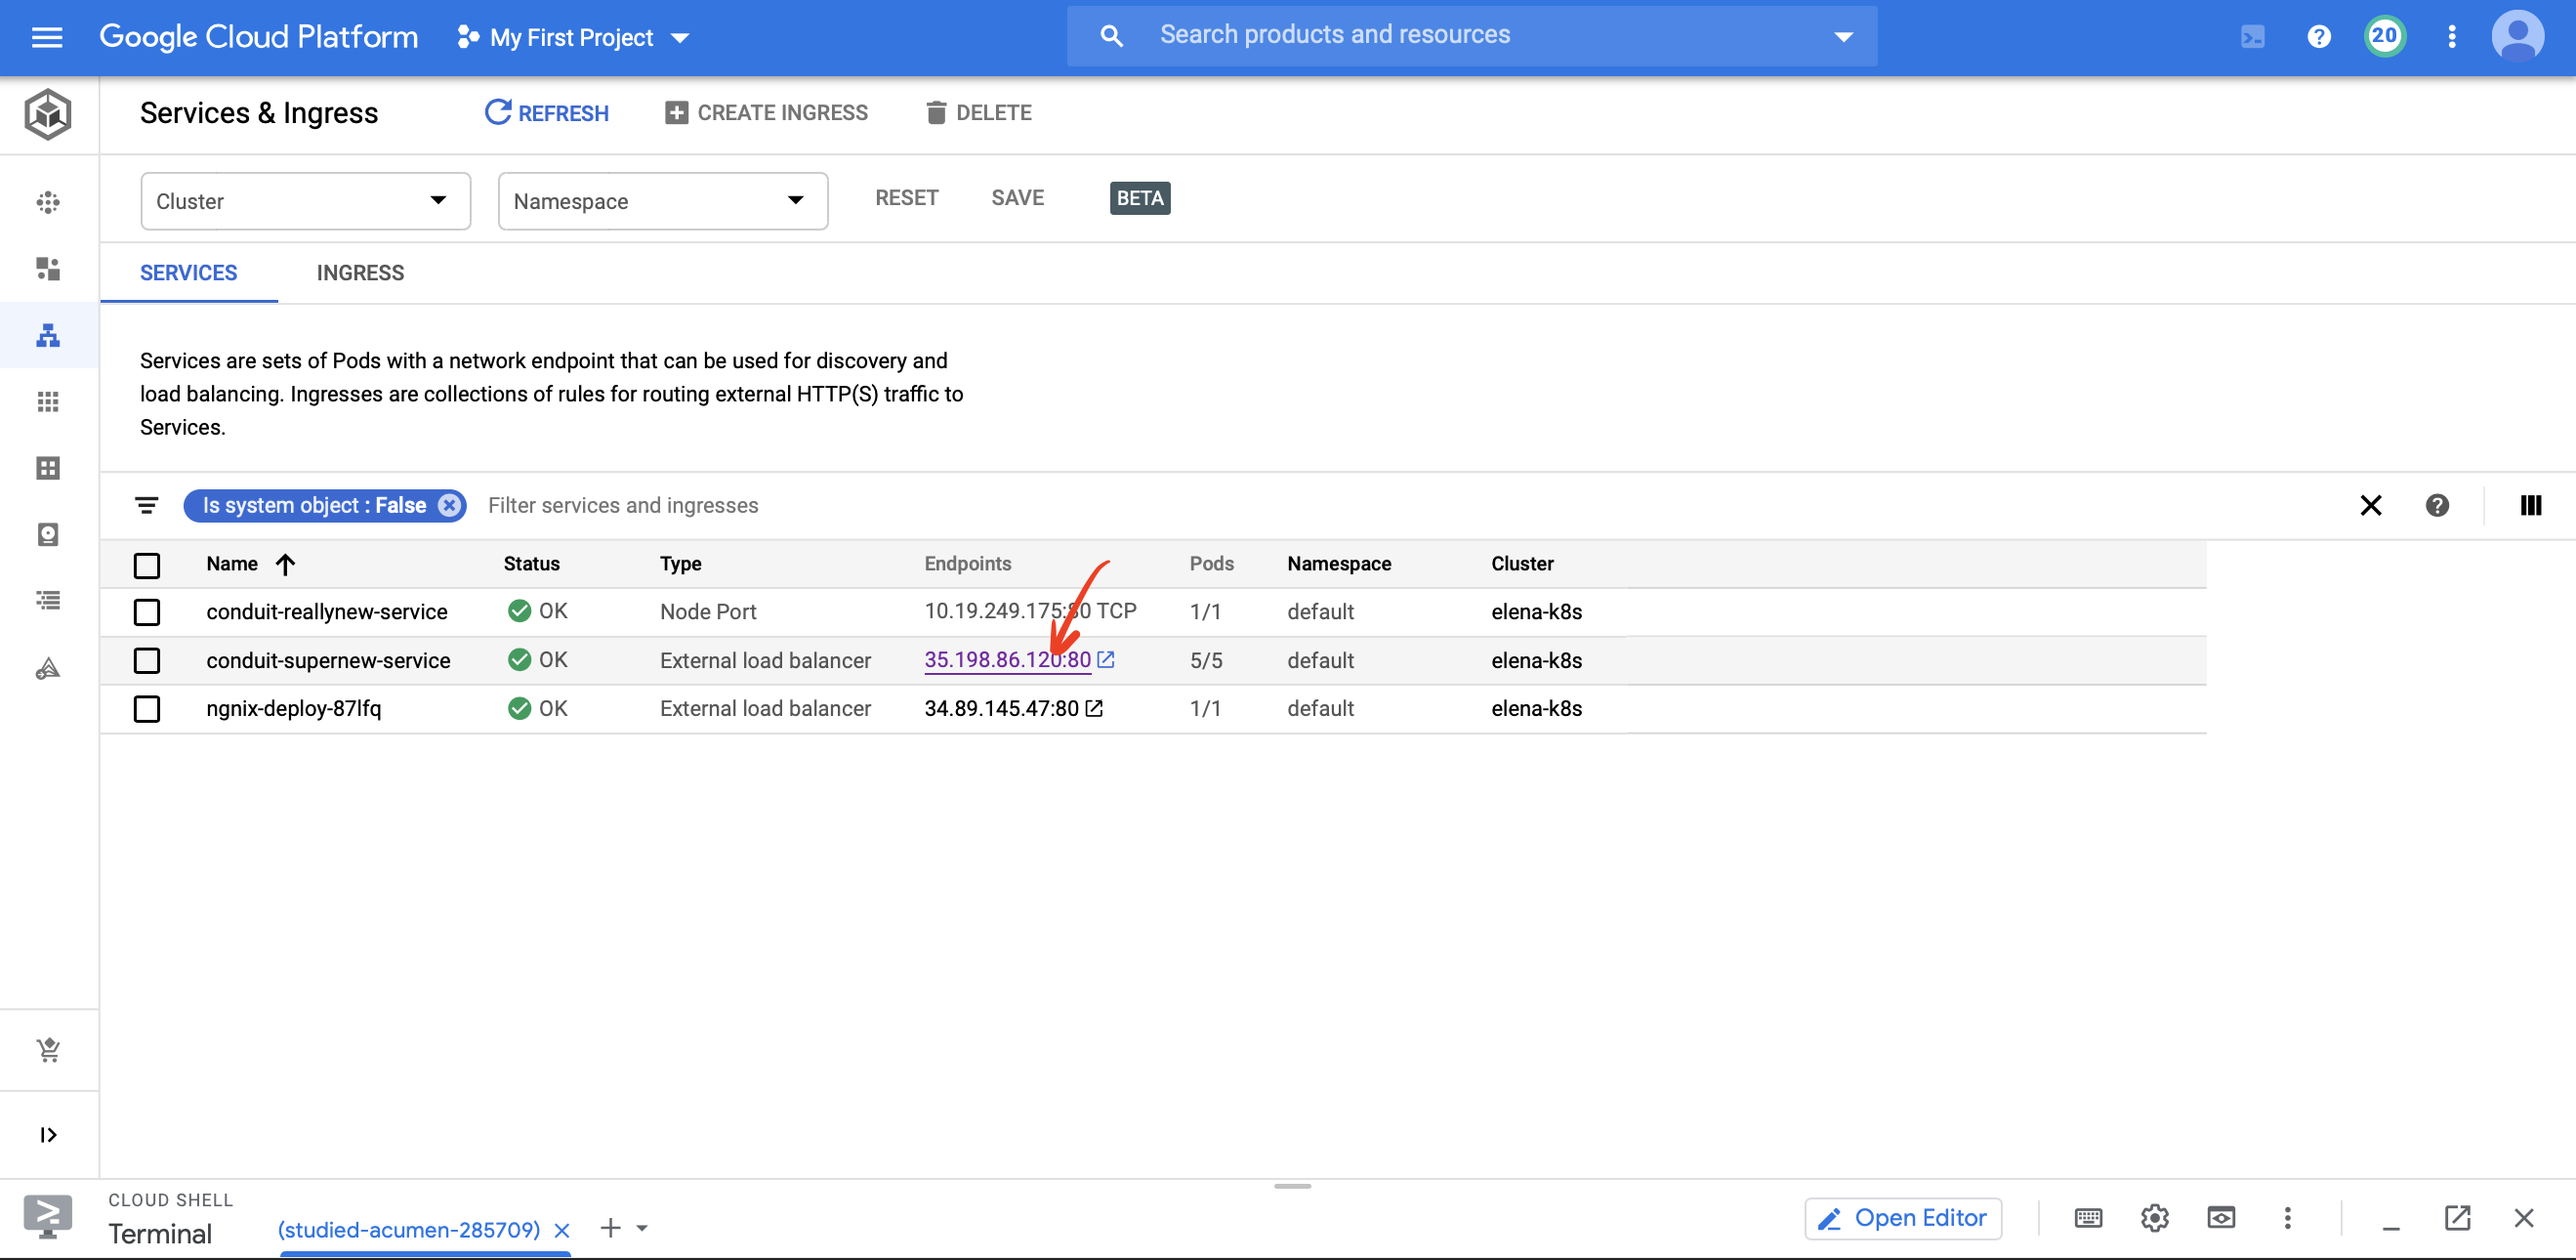 Google Cloud Platform
My First Project
Search products and resources
20
Services & Ingress
REFRESH
CREATE INGRESS
DELETE
Cluster
Namespace
RESET
SAVE
BETA
SERVICES
INGRESS
Services are sets of Pods with a network endpoint that can be used for discovery and
load balancing. Ingresses are collections of rules for routing external HTTP(S) traffic to
Services.
Is system object : False
Filter services and ingresses
Name Status Type Endpoints Pods Namespace Cluster
conduit-reallynew-service OK Node Port 10.19.249.175:80 TCP 1/1 default elena-k8s
conduit-supernew-service OK External load balancer 35.198.86.120:80 5/5 default elena-k8s
ngnix-deploy-87lfq OK External load balancer 34.89.145.47:80 1/1 default elena-k8s
CLOUD SHELL
Terminal
(studied-acumen-285709)
Open Editor